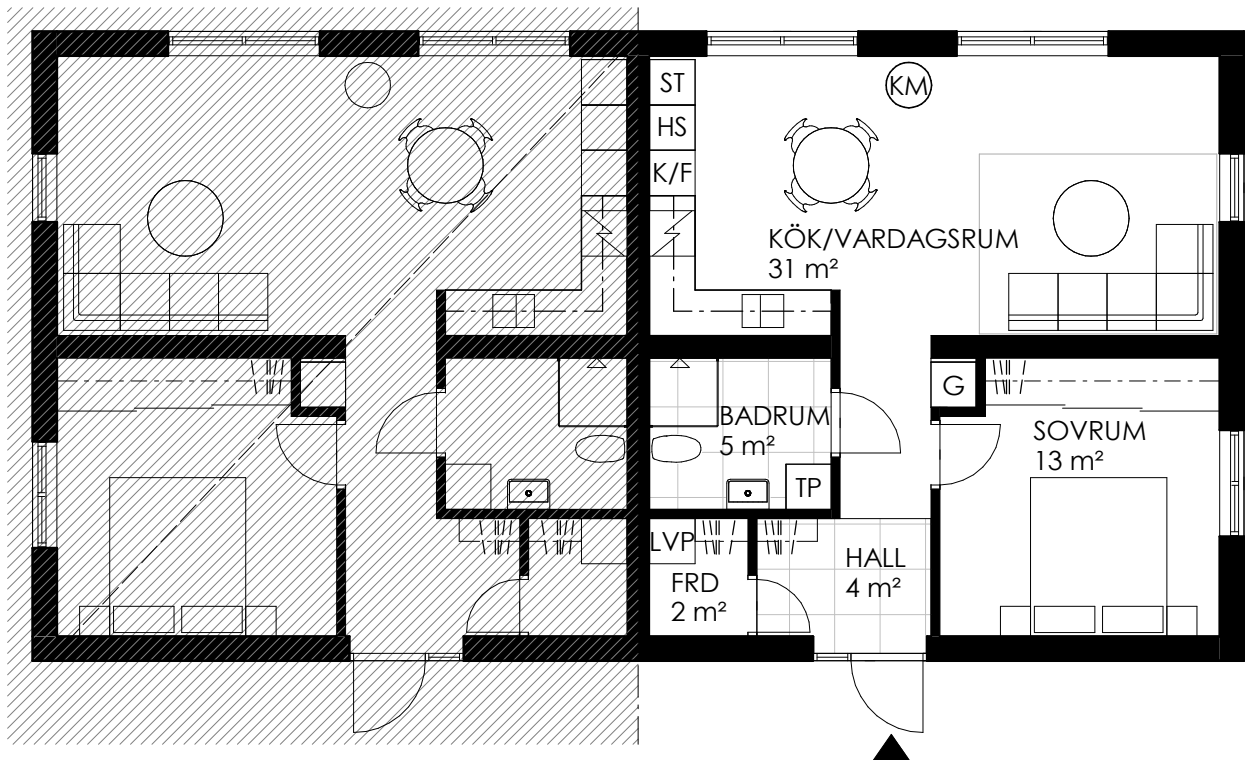 ST
KM
HS
K/F
KÖK/VARDAGSRUM
31 m²
G
BADRUM
5 m²
SOVRUM
13 m²
TP
LVP
HALL
4 m²
FRD
2 m²